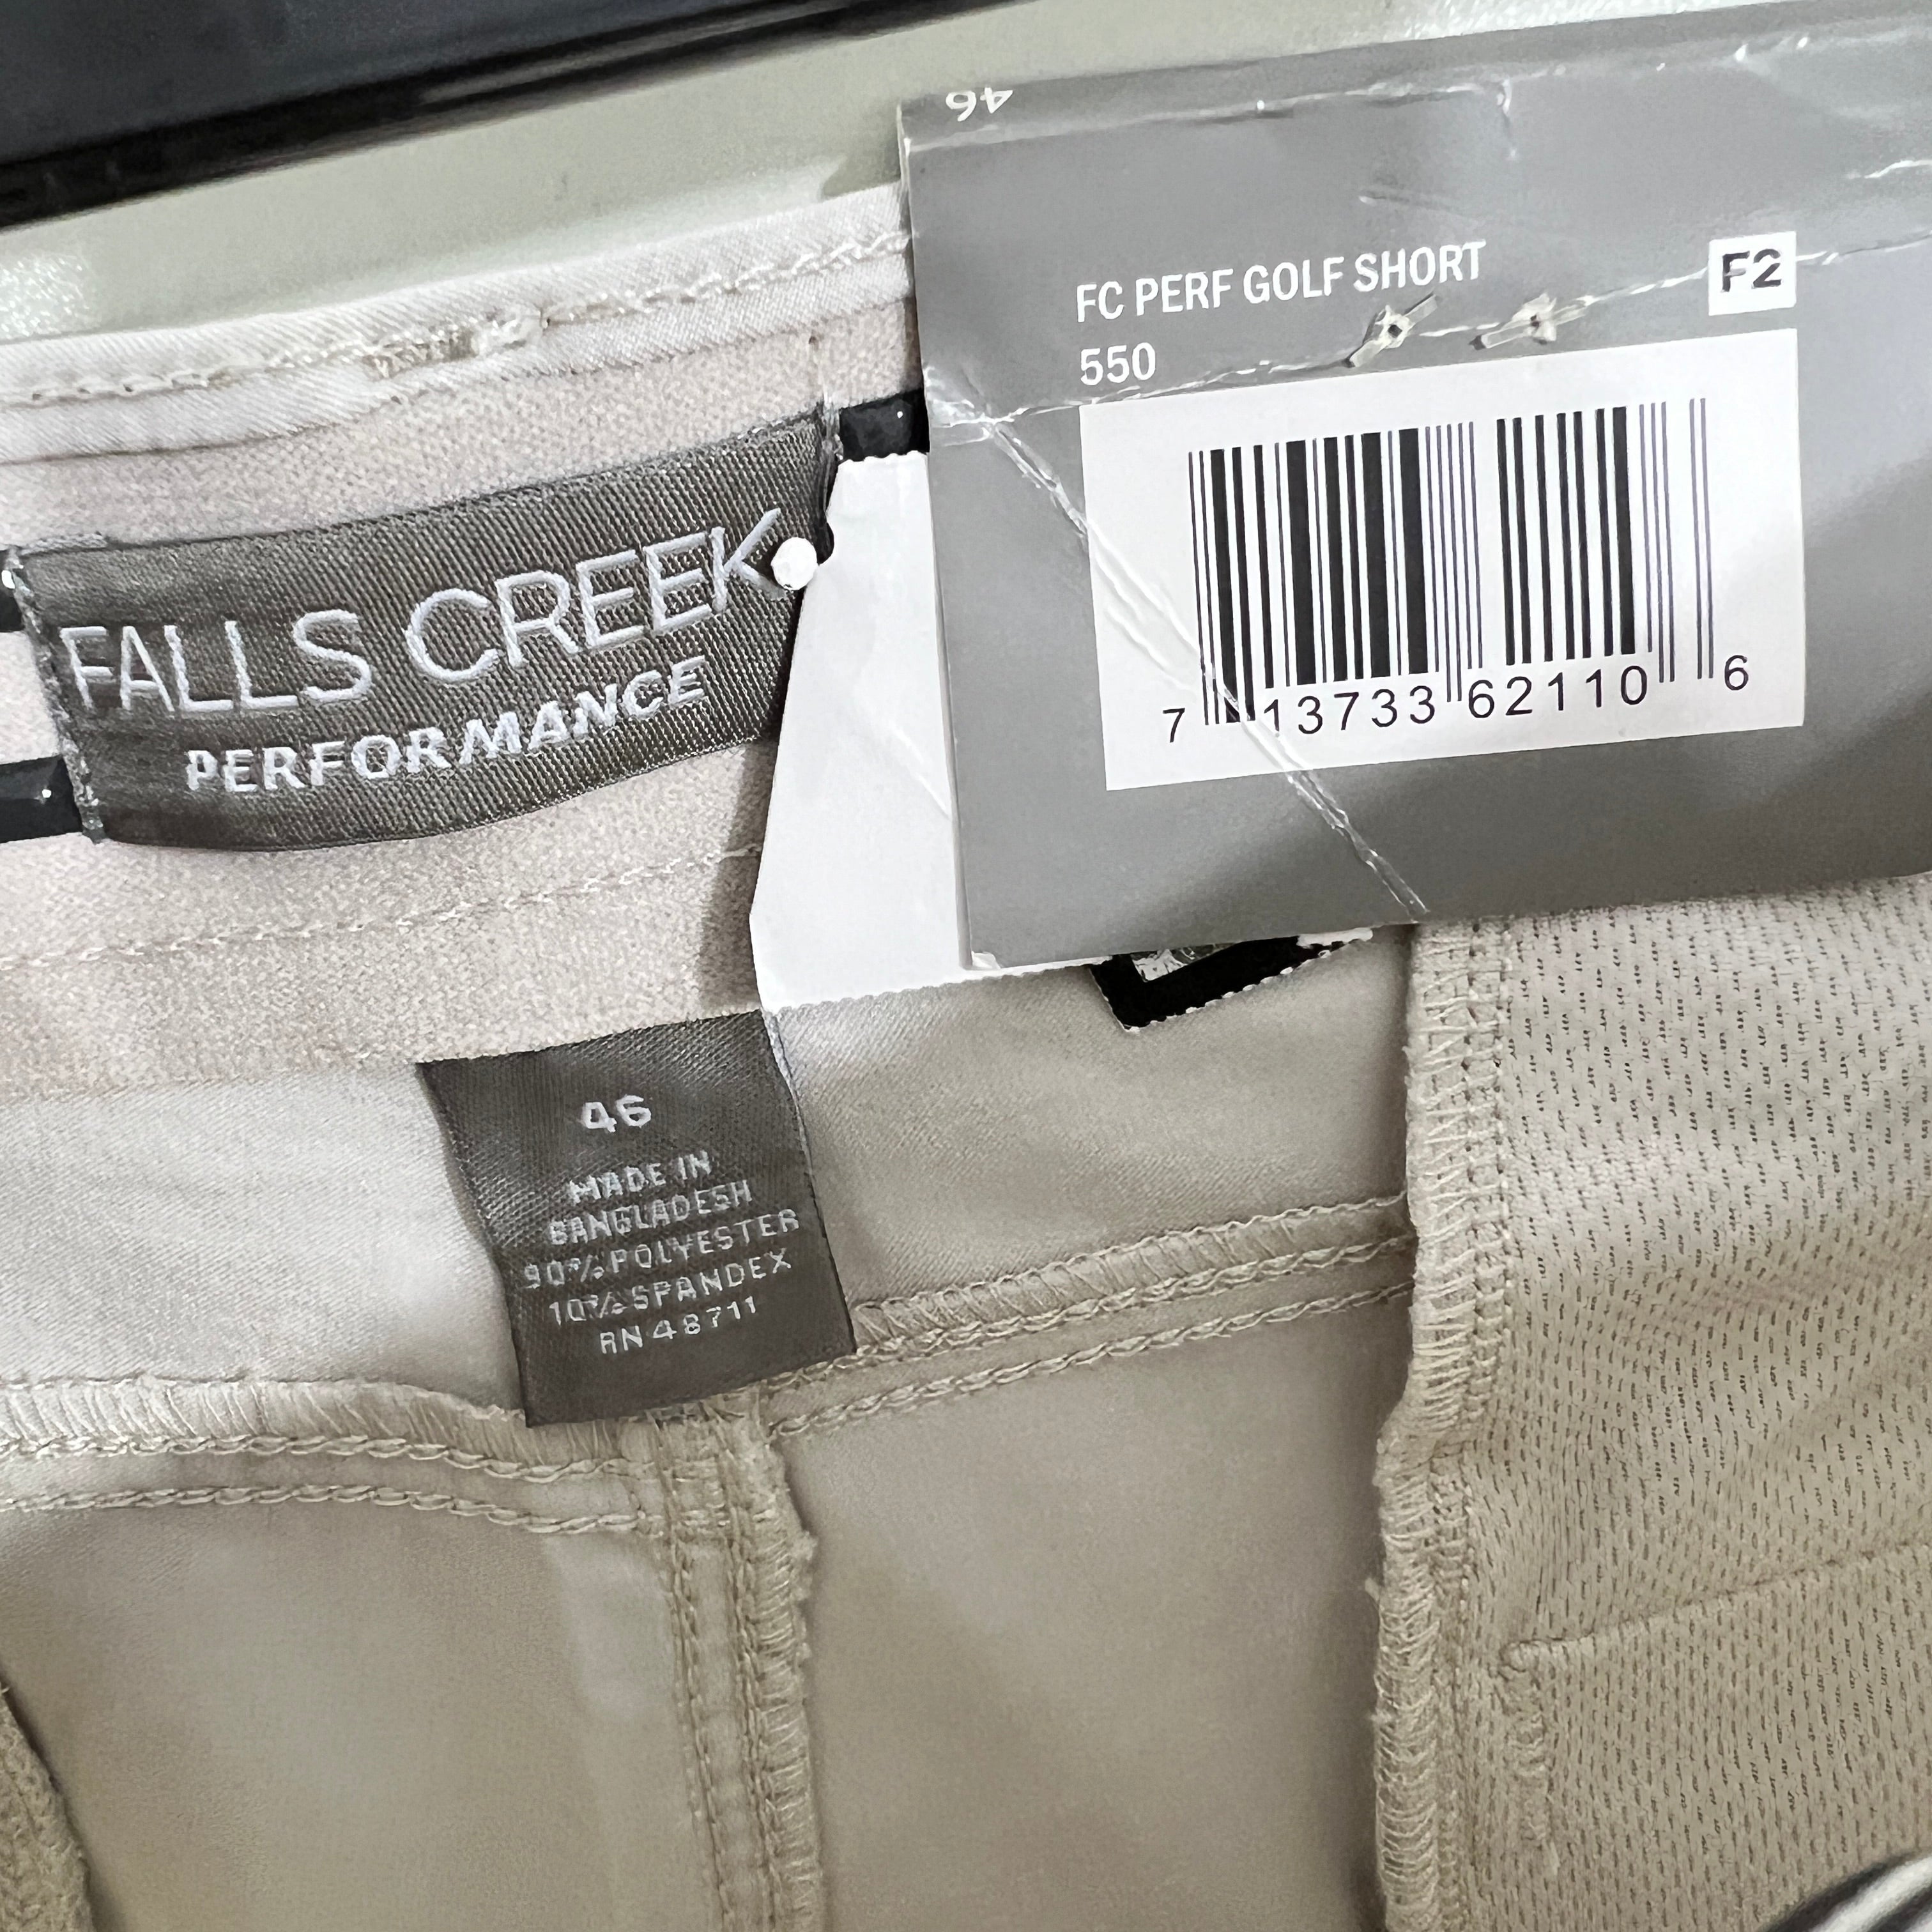 46
FC PERF GOLF SHORT
550
F2
7 13733 62110 6
FALLS CREEK
PERFORMANCE
46
MADE IN
BANGLADESH
90% POLYESTER
10% SPANDEX
RN 48711